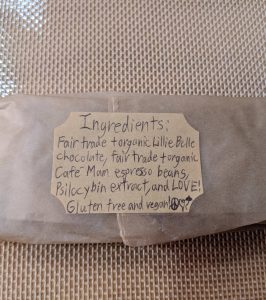 Ingredients:
Fair trade + organic Lillie Belle
chocolate, fair trade + organic
Café Mam espresso beans,
Psilocybin extract, and LOVE!
Gluten free and vegan!